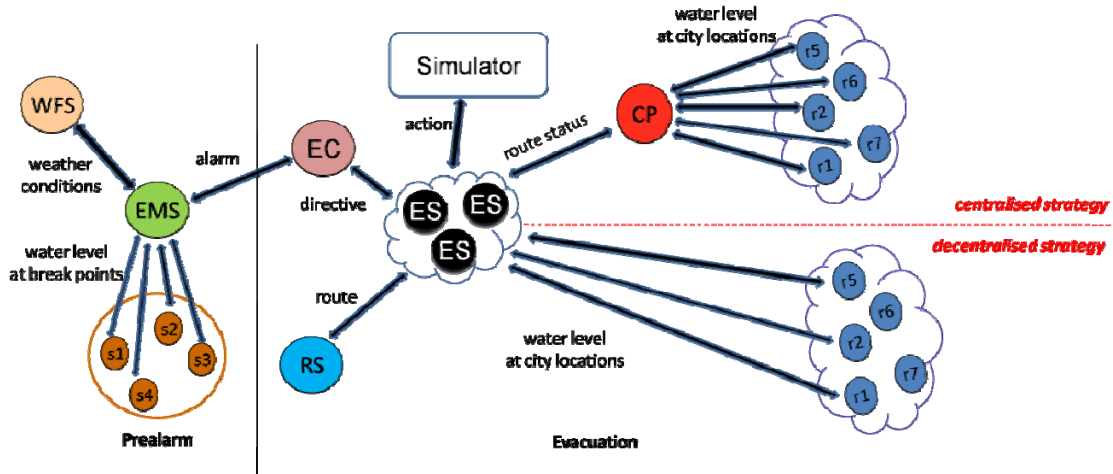 water level
at city locations
r5
r6
r2
r7
r1
Simulator
WFS
CP
action
route status
EC
alarm
weather
conditions
directive
ES
ES
ES
EMS
centralised strategy
decentralised strategy
water level
at break points
r5
r6
r2
r7
r1
route
water level
at city locations
s1
s2
s3
s4
RS
Prealarm
Evacuation